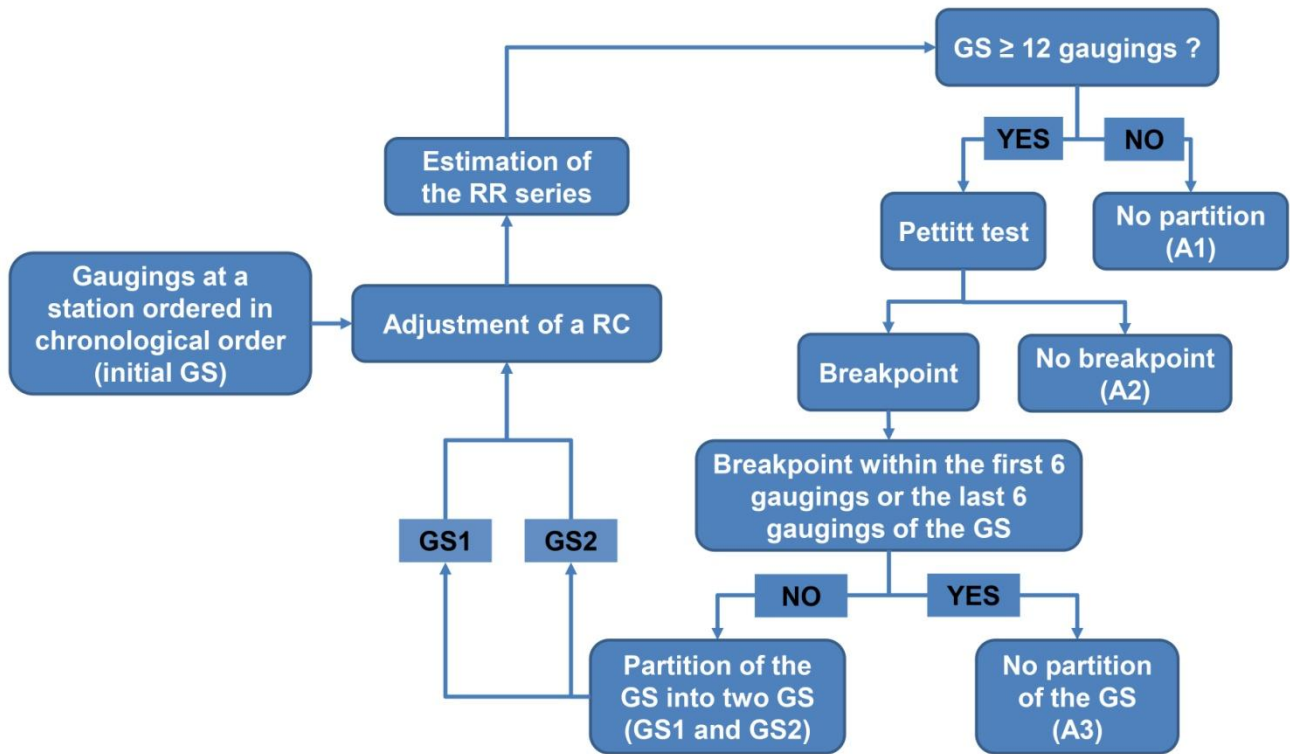 GS ≥ 12 gaugings ?
YES
NO
Estimation of
the RR series
Pettitt test
No partition
(A1)
Gaugings at a
station ordered in
chronological order
(initial GS)
Adjustment of a RC
Breakpoint
No breakpoint
(A2)
Breakpoint within the first 6
gaugings or the last 6
gaugings of the GS
GS1
GS2
NO
YES
Partition of the
GS into two GS
(GS1 and GS2)
No partition
of the GS
(A3)